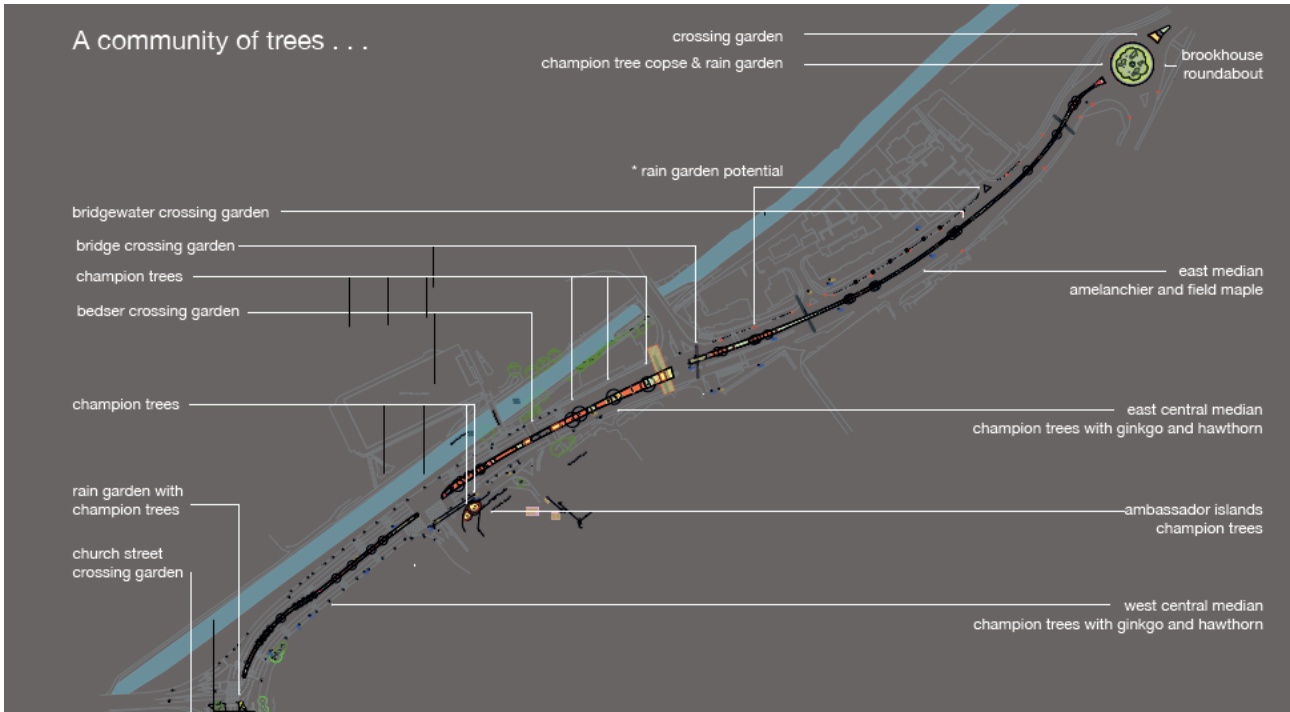 A community of trees . . .
crossing garden
champion tree copse & rain garden
brookhouse
roundabout
* rain garden potential
bridgewater crossing garden
bridge crossing garden
champion trees
bedser crossing garden
east median
amelanchier and field maple
champion trees
east central median
champion trees with ginkgo and hawthorn
rain garden with
champion trees
ambassador islands
champion trees
church street
crossing garden
west central median
champion trees with ginkgo and hawthorn